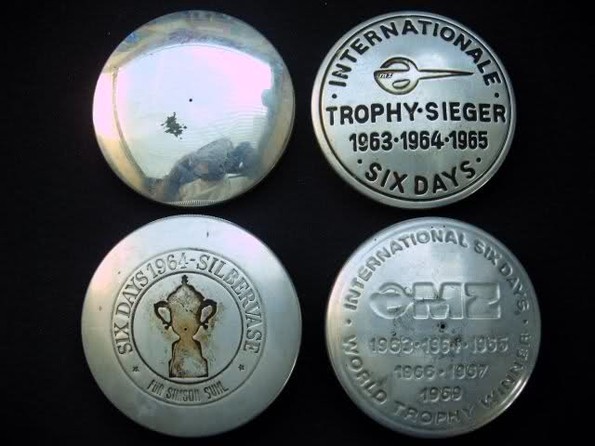 INTERNATIONALE
MZ
TROPHY·SIEGER
1963·1964·1965
·SIX DAYS·
SIX DAYS 1964-SILBERVASE
FÜR SIMSON SUHL
INTERNATIONAL SIX DAYS
MZ
1963·1964·1965
1966·1967
1969
WORLD TROPHY WINNER